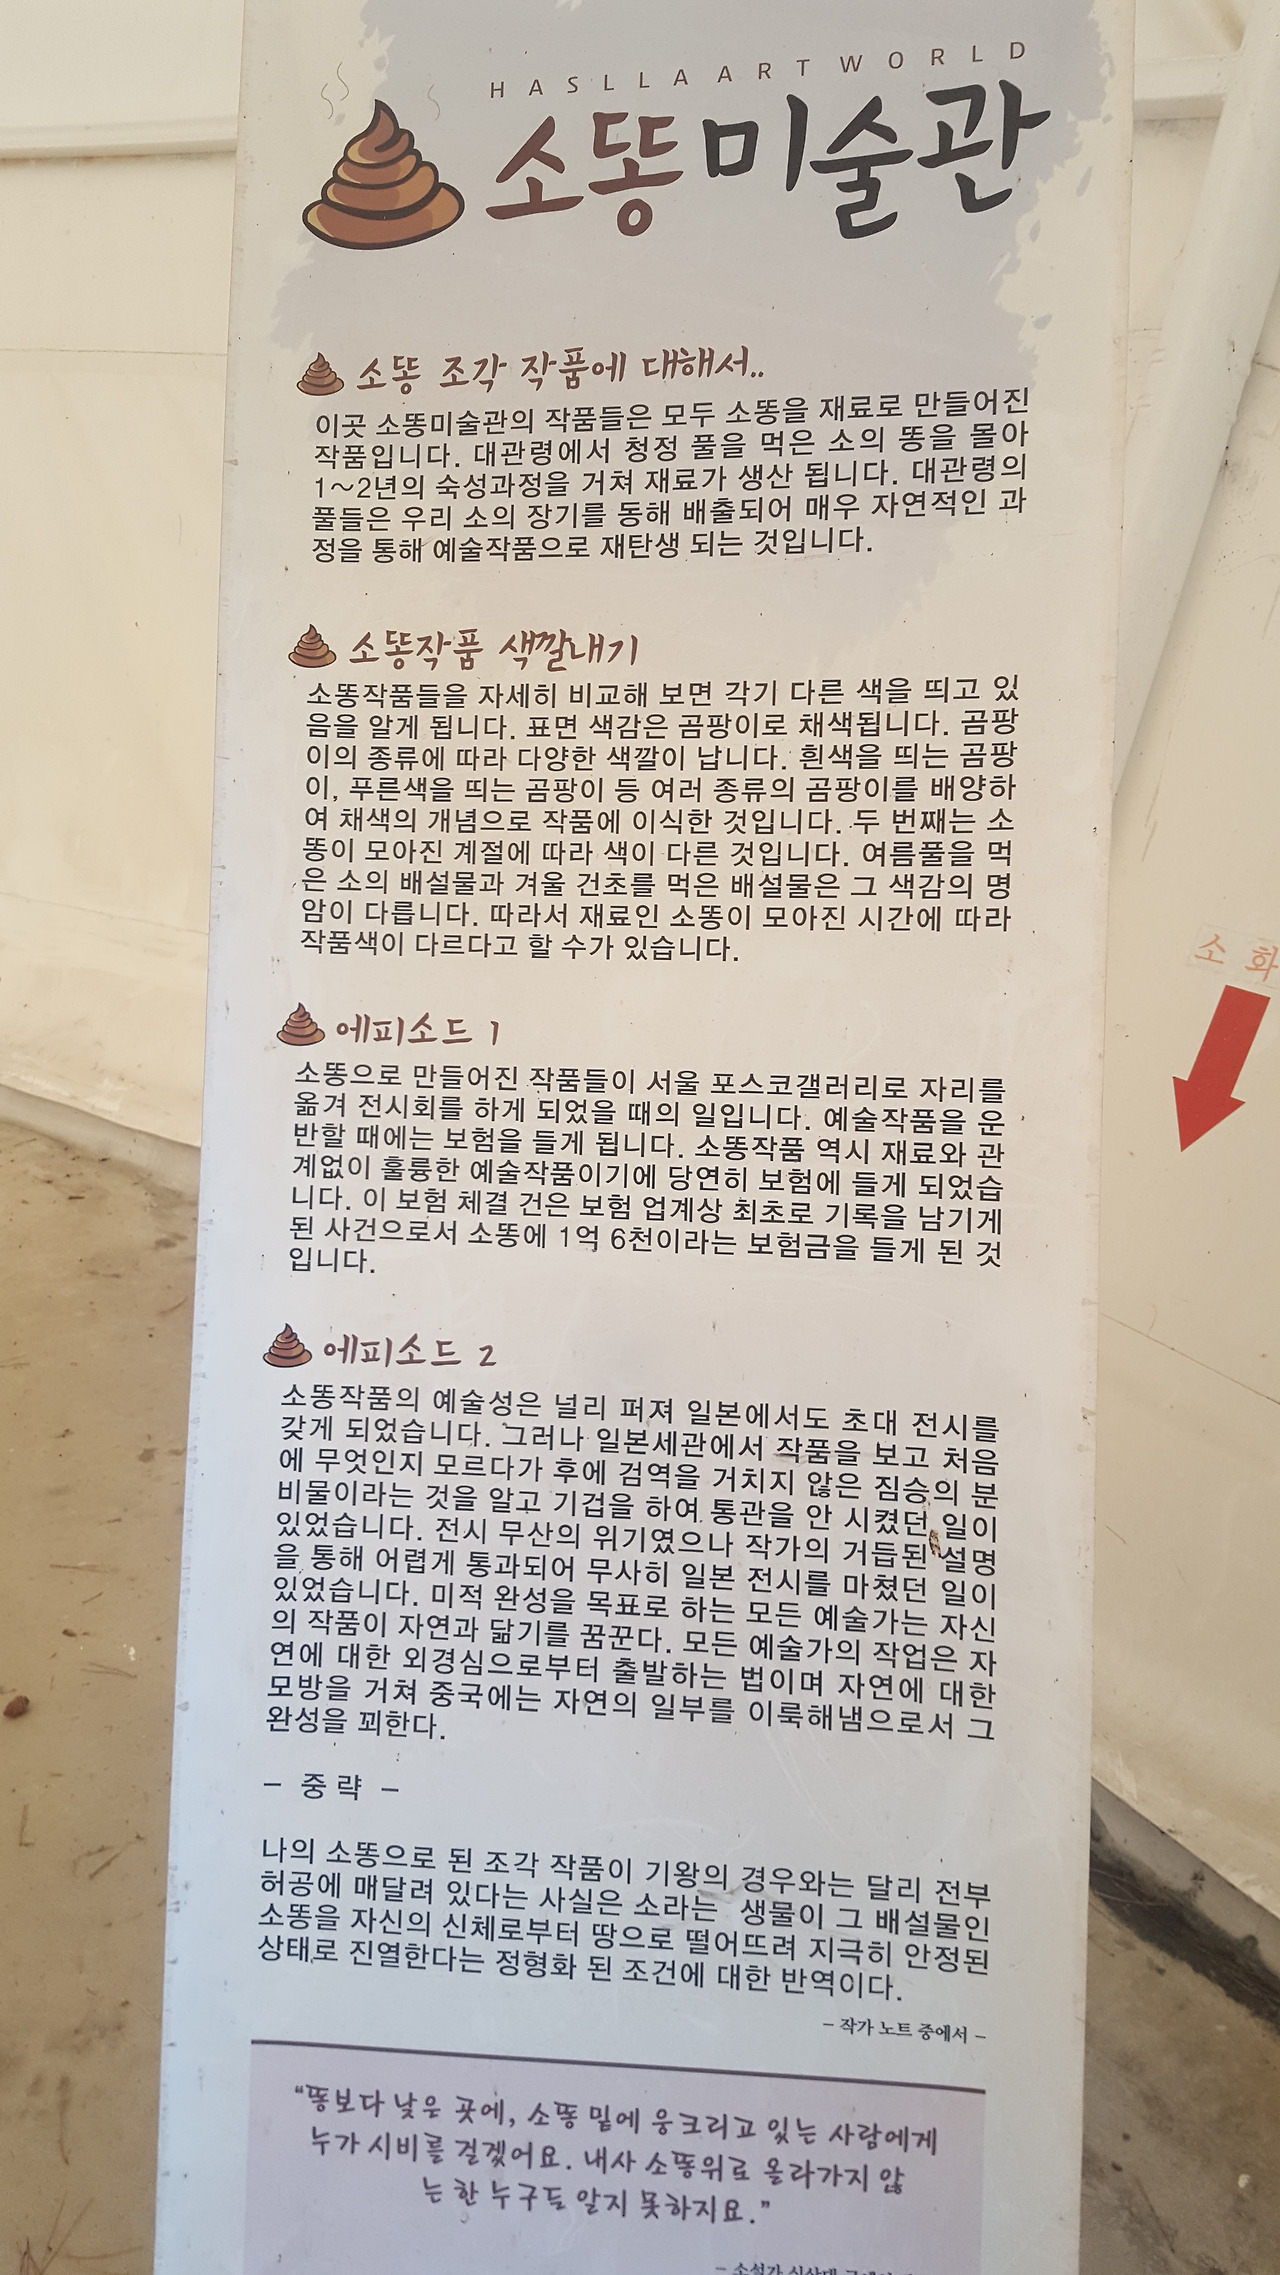 HASLLA ART WORLD
소똥미술관
소똥 조각 작품에 대해서..
이곳 소똥미술관의 작품들은 모두 소똥을 재료로 만들어진
작품입니다. 대관령에서 청정 풀을 먹은 소의 똥을 몰아
1~2년의 숙성과정을 거쳐 재료가 생산 됩니다. 대관령의
풀들은 우리 소의 장기를 동해 배출되어 매우 자연적인 과
정을 통해 예술작품으로 재탄생 되는 것입니다.
소똥작품 색깔내기
소똥작품들을 자세히 비교해 보면 각기 다른 색을 띄고 있
음을 알게 됩니다. 표면 색감은 곰팡이로 채색됩니다. 곰팡
이의 종류에 따라 다양한 색깔이 납니다. 흰색을 띄는 곰팡
이, 푸른색을 띄는 곰팡이 등 여러 종류의 곰팡이를 배양하
여 채색의 개념으로 작품에 이식한 것입니다. 두 번째는 소
똥이 모아진 계절에 따라 색이 다른 것입니다. 여름풀을 먹
은 소의 배설물과 겨울 건초를 먹은 배설물은 그 색감의 명
암이 다릅니다. 따라서 재료인 소똥이 모아진 시간에 따라
작품색이 다르다고 할 수가 있습니다.
에피소드 1
소똥으로 만들어진 작품들이 서울 포스코갤러리로 자리를
옮겨 전시회를 하게 되었을 때의 일입니다. 예술작품을 운
반할 때에는 보험을 들게 됩니다. 소똥작품 역시 재료와 관
계없이 훌륭한 예술작품이기에 당연히 보험에 들게 되었습
니다. 이 보험 체결 건은 보험 업계상 최초로 기록을 남기게
된 사건으로서 소똥에 1억 6천이라는 보험금을 들게 된 것
입니다.
에피소드 2
소똥작품의 예술성은 널리 퍼져 일본에서도 초대 전시를
갖게 되었습니다. 그러나 일본세관에서 작품을 보고 처음
에 무엇인지 모르다가 후에 검역을 거치지 않은 짐승의 분
비물이라는 것을 알고 기겁을 하여 통관을 안 시켰던 일이
있었습니다. 전시 무산의 위기였으나 작가의 거듭된 설명
을 통해 어렵게 통과되어 무사히 일본 전시를 마쳤던 일이
있었습니다. 미적 완성을 목표로 하는 모든 예술가는 자신
의 작품이 자연과 닮기를 꿈꾼다. 모든 예술가의 작업은 자
연에 대한 외경심으로부터 출발하는 법이며 자연에 대한
모방을 거쳐 중국에는 자연의 일부를 이룩해냄으로서 그
완성을 꾀한다.
- 중략 -
나의 소똥으로 된 조각 작품이 기왕의 경우와는 달리 전부
허공에 매달려 있다는 사실은 소라는 생물이 그 배설물인
소똥을 자신의 신체로부터 땅으로 떨어뜨려 지극히 안정된
상태로 진열한다는 정형화 된 조건에 대한 반역이다.
- 작가 노트 중에서 -
"똥보다 낮은 곳에, 소똥 밑에 웅크리고 있는 사람에게
누가 시비를 걸겠어요. 내사 소똥위로 올라가지 않
는 한 누구도 알지 못하지요."
소화